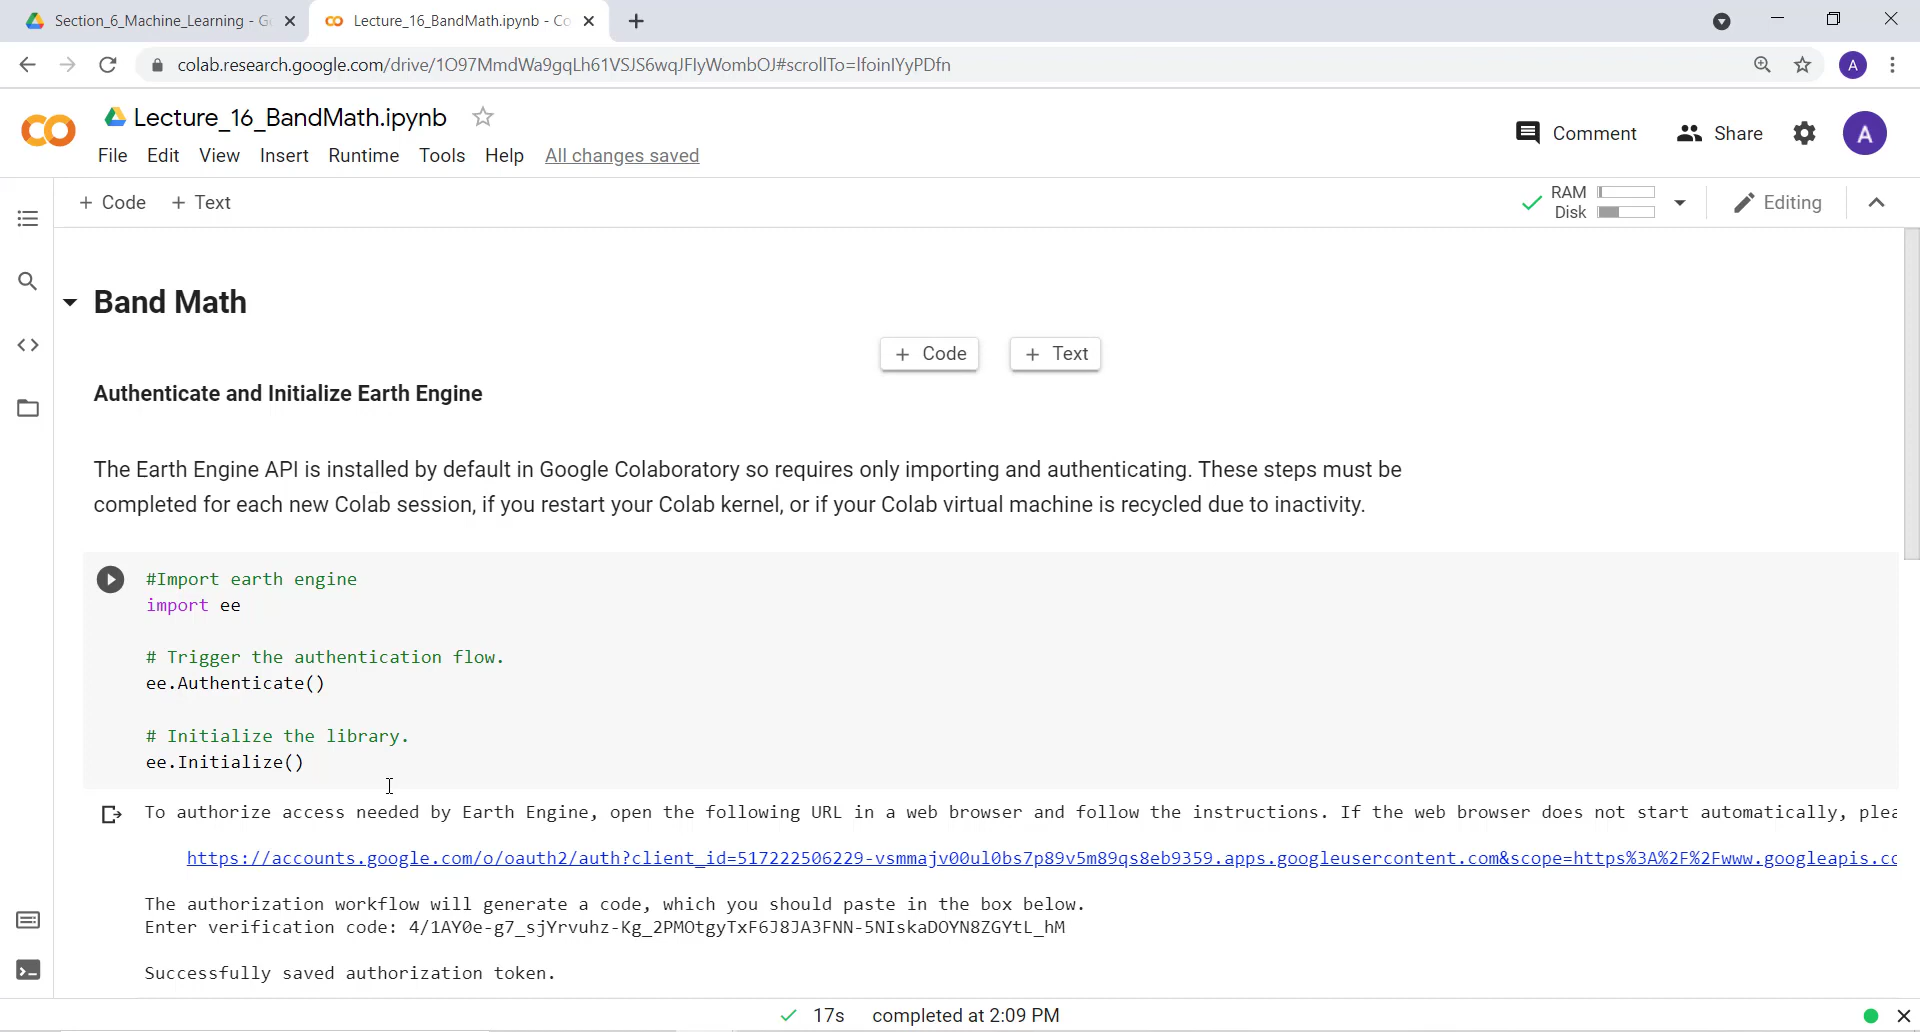 Section_6_Machine_Learning - G
Lecture_16_BandMath.ipynb - Co
colab.research.google.com/drive/1O97MmdWa9gqLh61VSJS6wqJFlyWombOJ#scrollTo=lfoinIYyPDfn
A
Lecture_16_BandMath.ipynb
File Edit View Insert Runtime Tools Help All changes saved
Comment Share A
+ Code + Text
RAM
Disk
Editing
Band Math
+ Code + Text
Authenticate and Initialize Earth Engine
The Earth Engine API is installed by default in Google Colaboratory so requires only importing and authenticating. These steps must be
completed for each new Colab session, if you restart your Colab kernel, or if your Colab virtual machine is recycled due to inactivity.
#Import earth engine
import ee
# Trigger the authentication flow.
ee.Authenticate()
# Initialize the library.
ee.Initialize()
To authorize access needed by Earth Engine, open the following URL in a web browser and follow the instructions. If the web browser does not start automatically, plea
https://accounts.google.com/o/oauth2/auth?client_id=517222506229-vsmmajv00ul0bs7p89v5m89qs8eb9359.apps.googleusercontent.com&scope=https%3A%2F%2Fwww.googleapis.co
The authorization workflow will generate a code, which you should paste in the box below.
Enter verification code: 4/1AY0e-g7_sjYrvuhz-Kg_2PMOtgyTxF6J8JA3FNN-5NIskaDOYN8ZGYtL_hM
Successfully saved authorization token.
17s completed at 2:09 PM